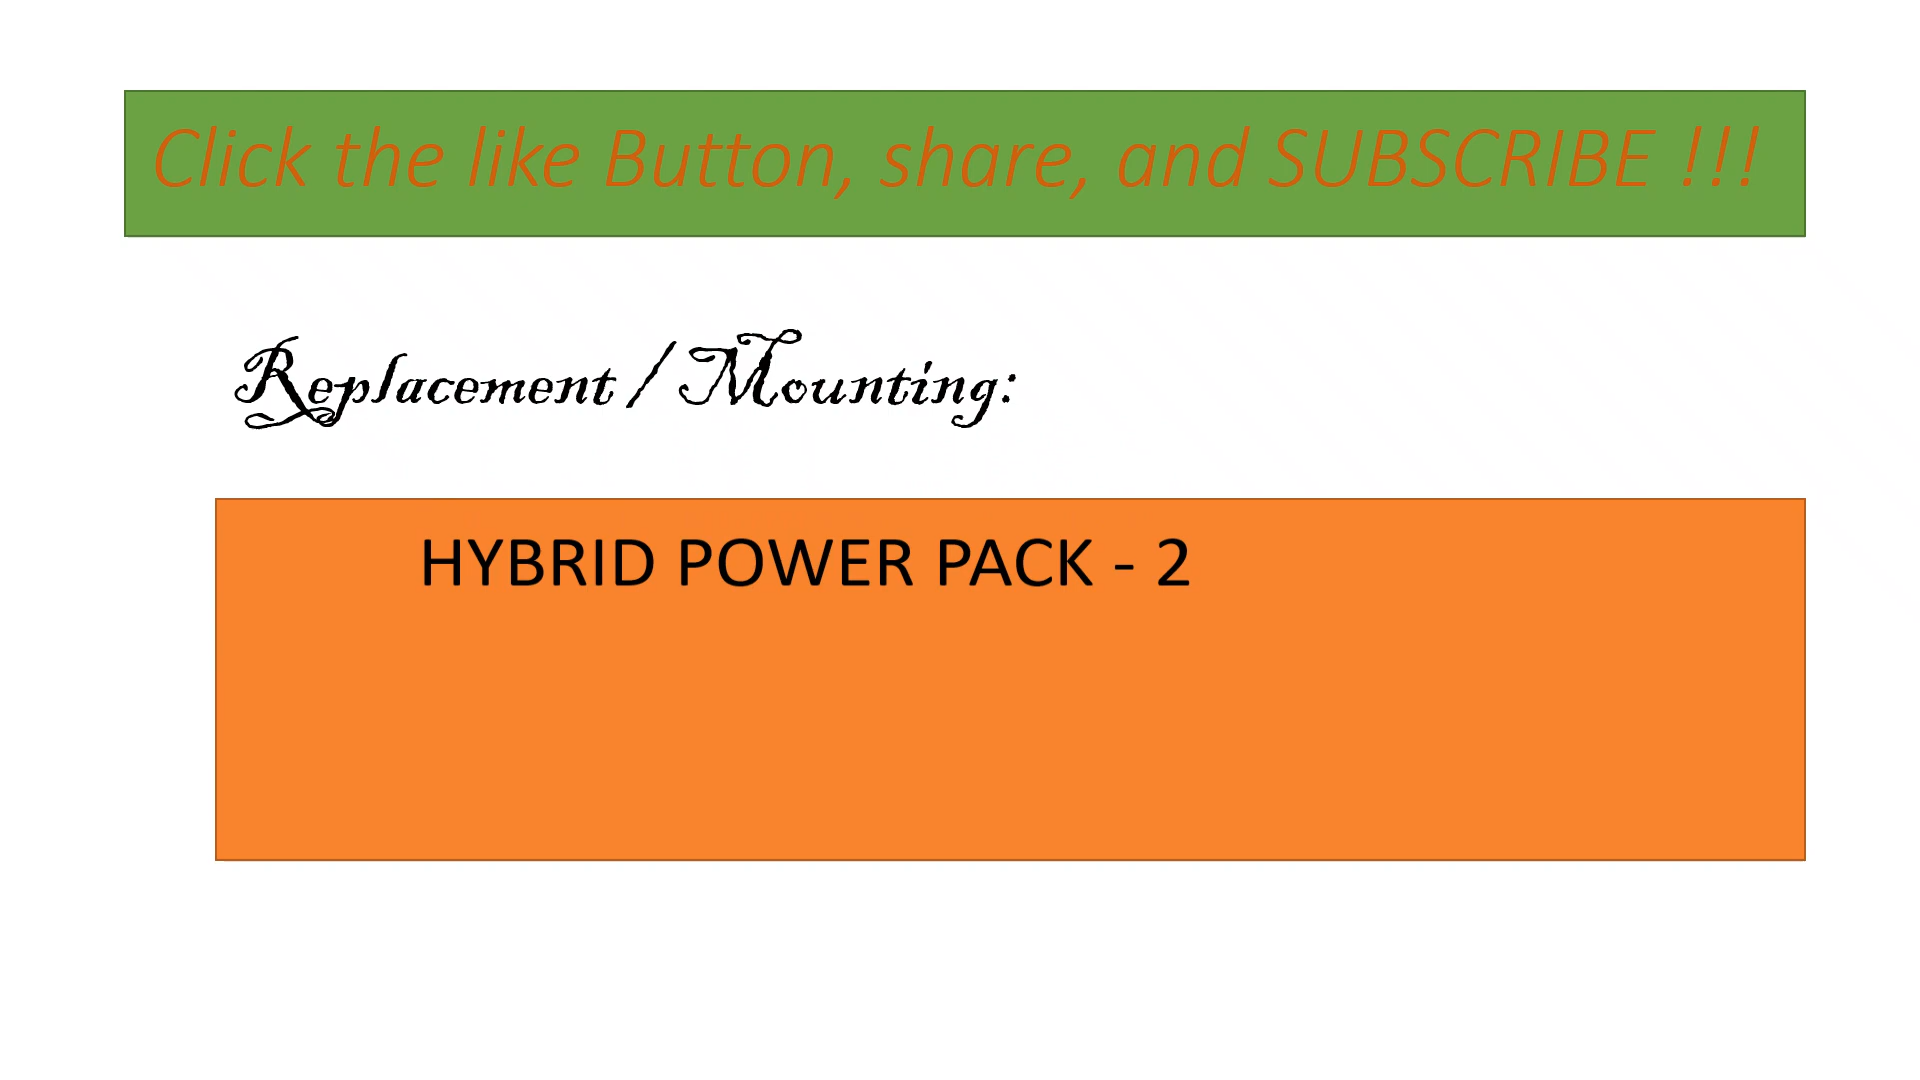 Click the like Button, share, and SUBSCRIBE !!!
Replacement / Mounting:
HYBRID POWER PACK - 2